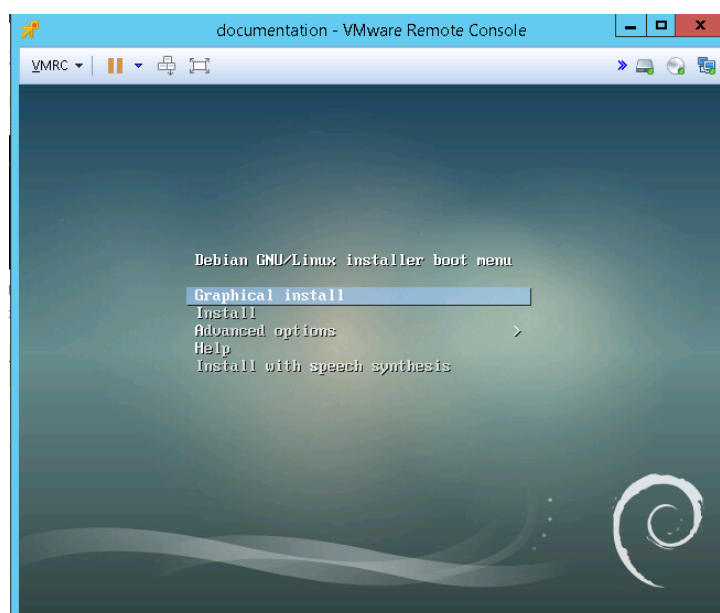 documentation - VMware Remote Console
VMRC
Debian GNU/Linux installer boot menu
Graphical install
Install
Advanced options >
Help
Install with speech synthesis